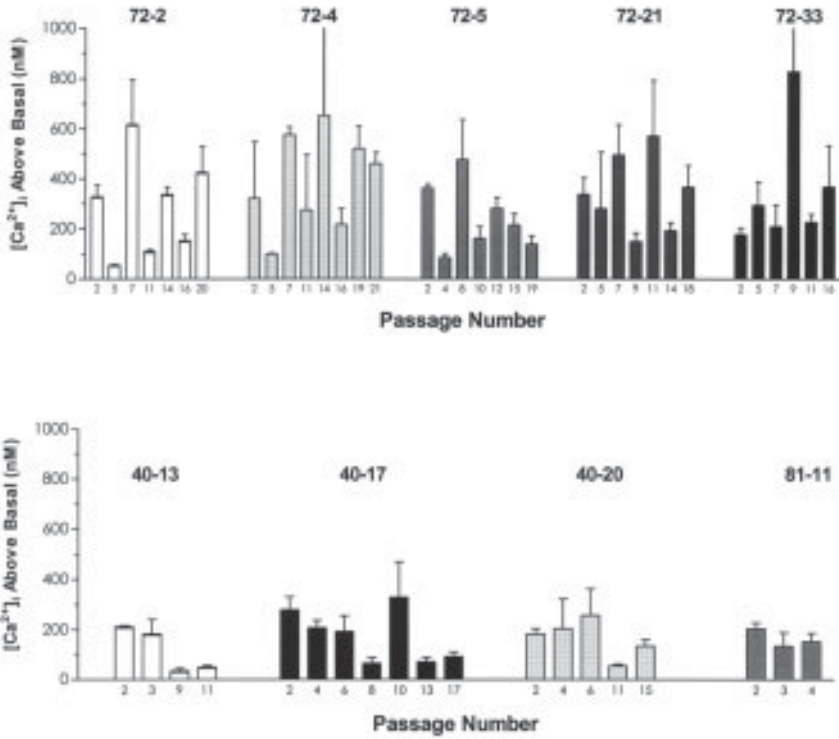 72-2 72-4 72-5 72-21 72-33
[Ca²⁺]ᵢ Above Basal (nM)
1000
800
600
400
200
0
2 5 7 11 14 16 20 2 5 7 11 14 16 19 21 2 4 8 10 12 15 19 2 5 7 9 11 14 18 2 5 7 9 11 16
Passage Number
[Ca²⁺]ᵢ Above Basal (nM)
1000
800
600
400
200
0
40-13 40-17 40-20 81-11
2 3 9 11 2 4 6 8 10 13 17 2 4 6 11 15 2 3 4
Passage Number